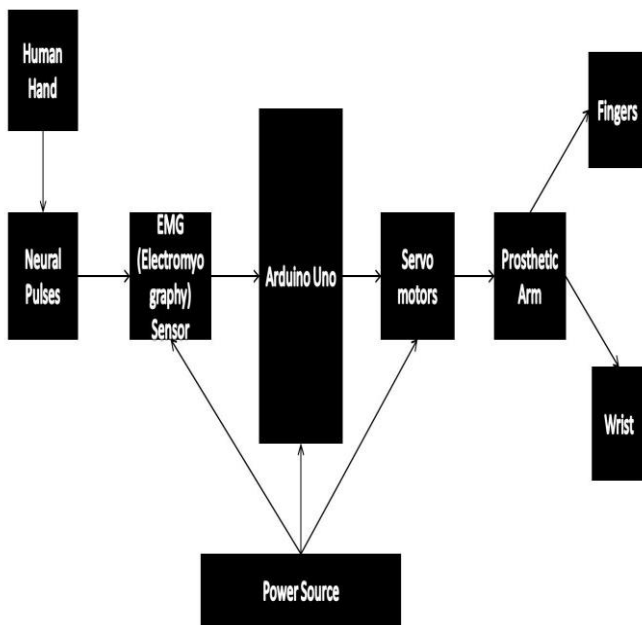 Human
Hand
Fingers
Neural
Pulses
EMG
(Electromyo
graphy)
Sensor
Arduino Uno
Servo
motors
Prosthetic
Arm
Wrist
Power Source